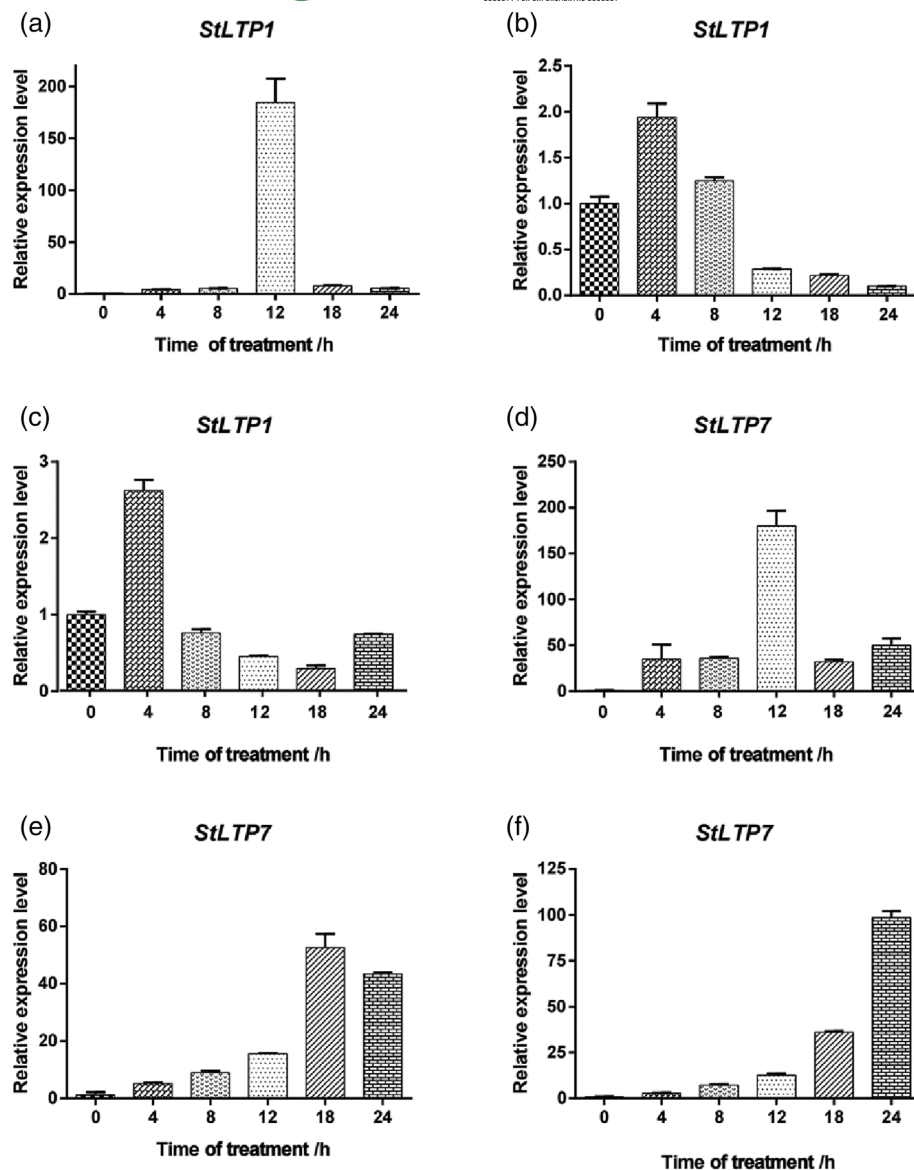 (a)
StLTP1
Relative expression level
200
150
100
50
0
0 4 8 12 18 24
Time of treatment /h
(b)
StLTP1
Relative expression level
2.5
2.0
1.5
1.0
0.5
0.0
0 4 8 12 18 24
Time of treatment /h
(c)
StLTP1
Relative expression level
3
2
1
0
0 4 8 12 18 24
Time of treatment /h
(d)
StLTP7
Relative expression level
250
200
150
100
50
0
0 4 8 12 18 24
Time of treatment /h
(e)
StLTP7
Relative expression level
80
60
40
20
0
0 4 8 12 18 24
Time of treatment /h
(f)
StLTP7
Relative expression level
125
100
75
50
25
0
0 4 8 12 18 24
Time of treatment /h